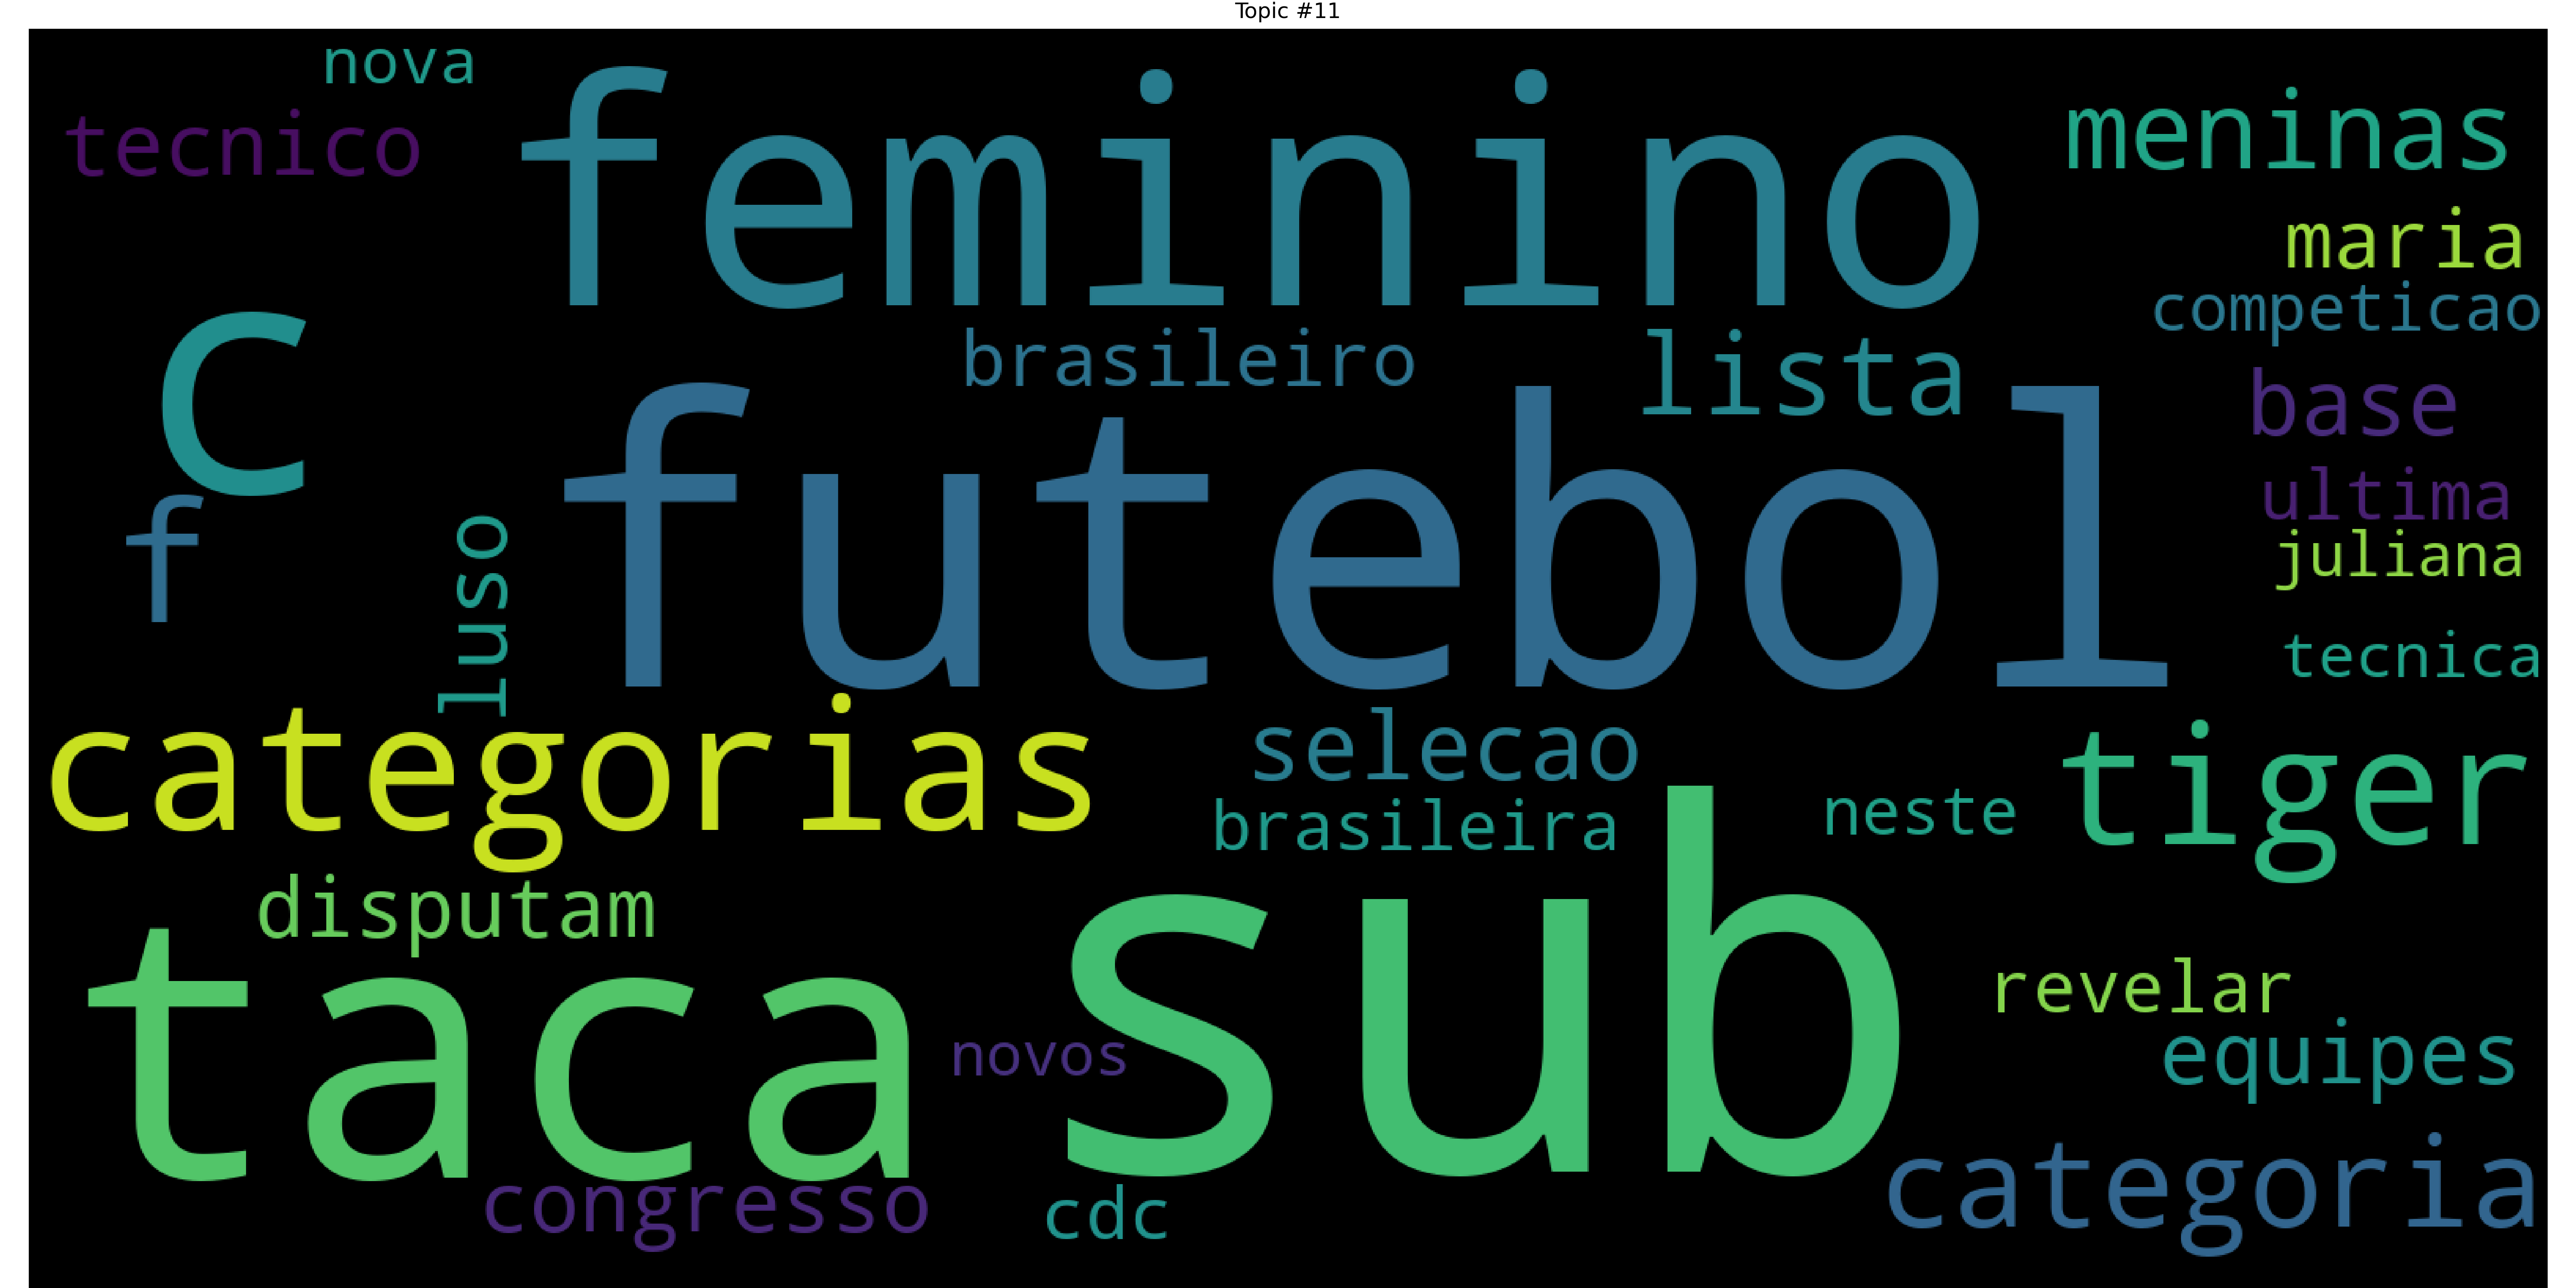 Topic #11
nova
feminino
meninas
tecnico
maria
competicao
c
brasileiro
lista
base
f
luso
futebol
ultima
juliana
tecnica
categorias
selecao
tiger
brasileira
neste
disputam
taca
sub
revelar
novos
equipes
congresso
cdc
categoria